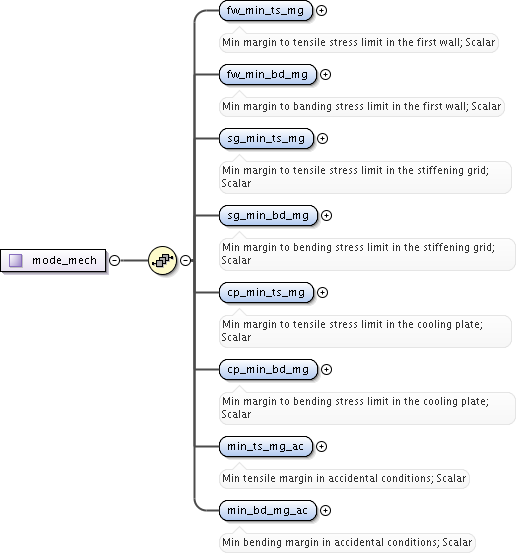 fw_min_ts_mg
Min margin to tensile stress limit in the first wall; Scalar
fw_min_bd_mg
Min margin to banding stress limit in the first wall; Scalar
sg_min_ts_mg
Min margin to tensile stress limit in the stiffening grid;
Scalar
sg_min_bd_mg
Min margin to bending stress limit in the stiffening grid;
Scalar
mode_mech
cp_min_ts_mg
Min margin to tensile stress limit in the cooling plate;
Scalar
cp_min_bd_mg
Min margin to bending stress limit in the cooling plate;
Scalar
min_ts_mg_ac
Min tensile margin in accidental conditions; Scalar
min_bd_mg_ac
Min bending margin in accidental conditions; Scalar